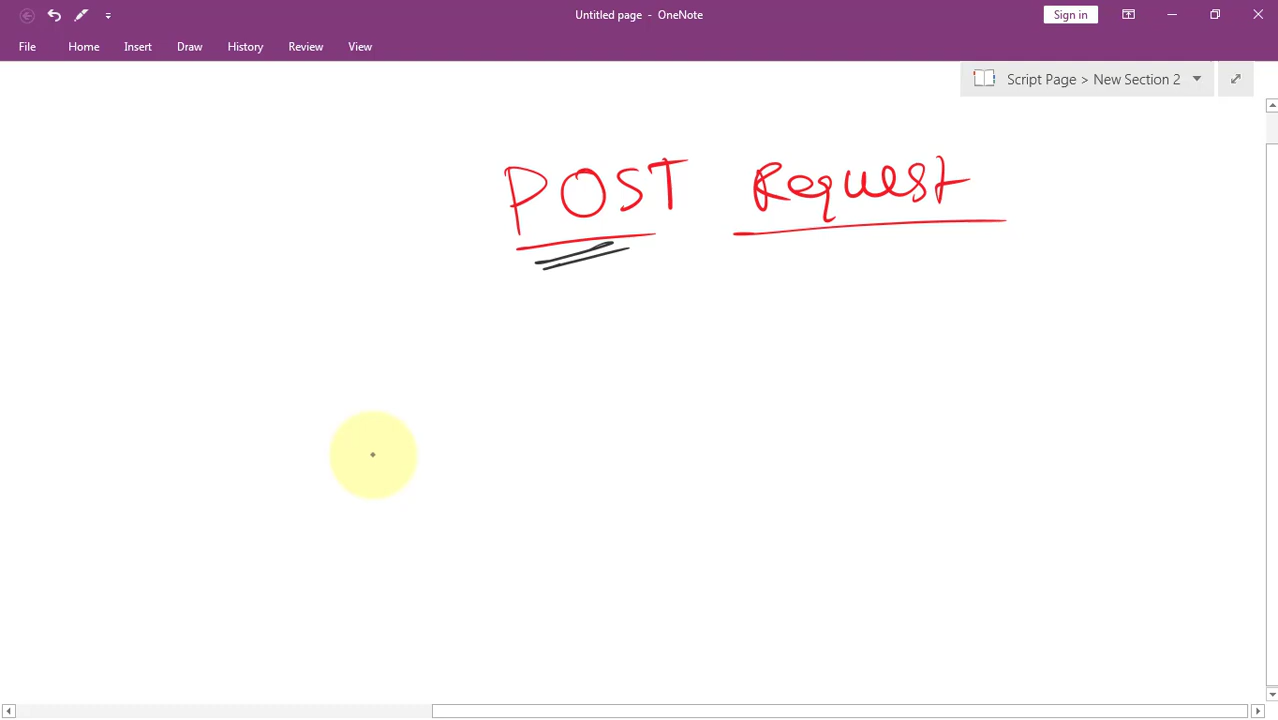 Untitled page - OneNote
Sign in
File Home Insert Draw History Review View
Script Page > New Section 2
POST Request